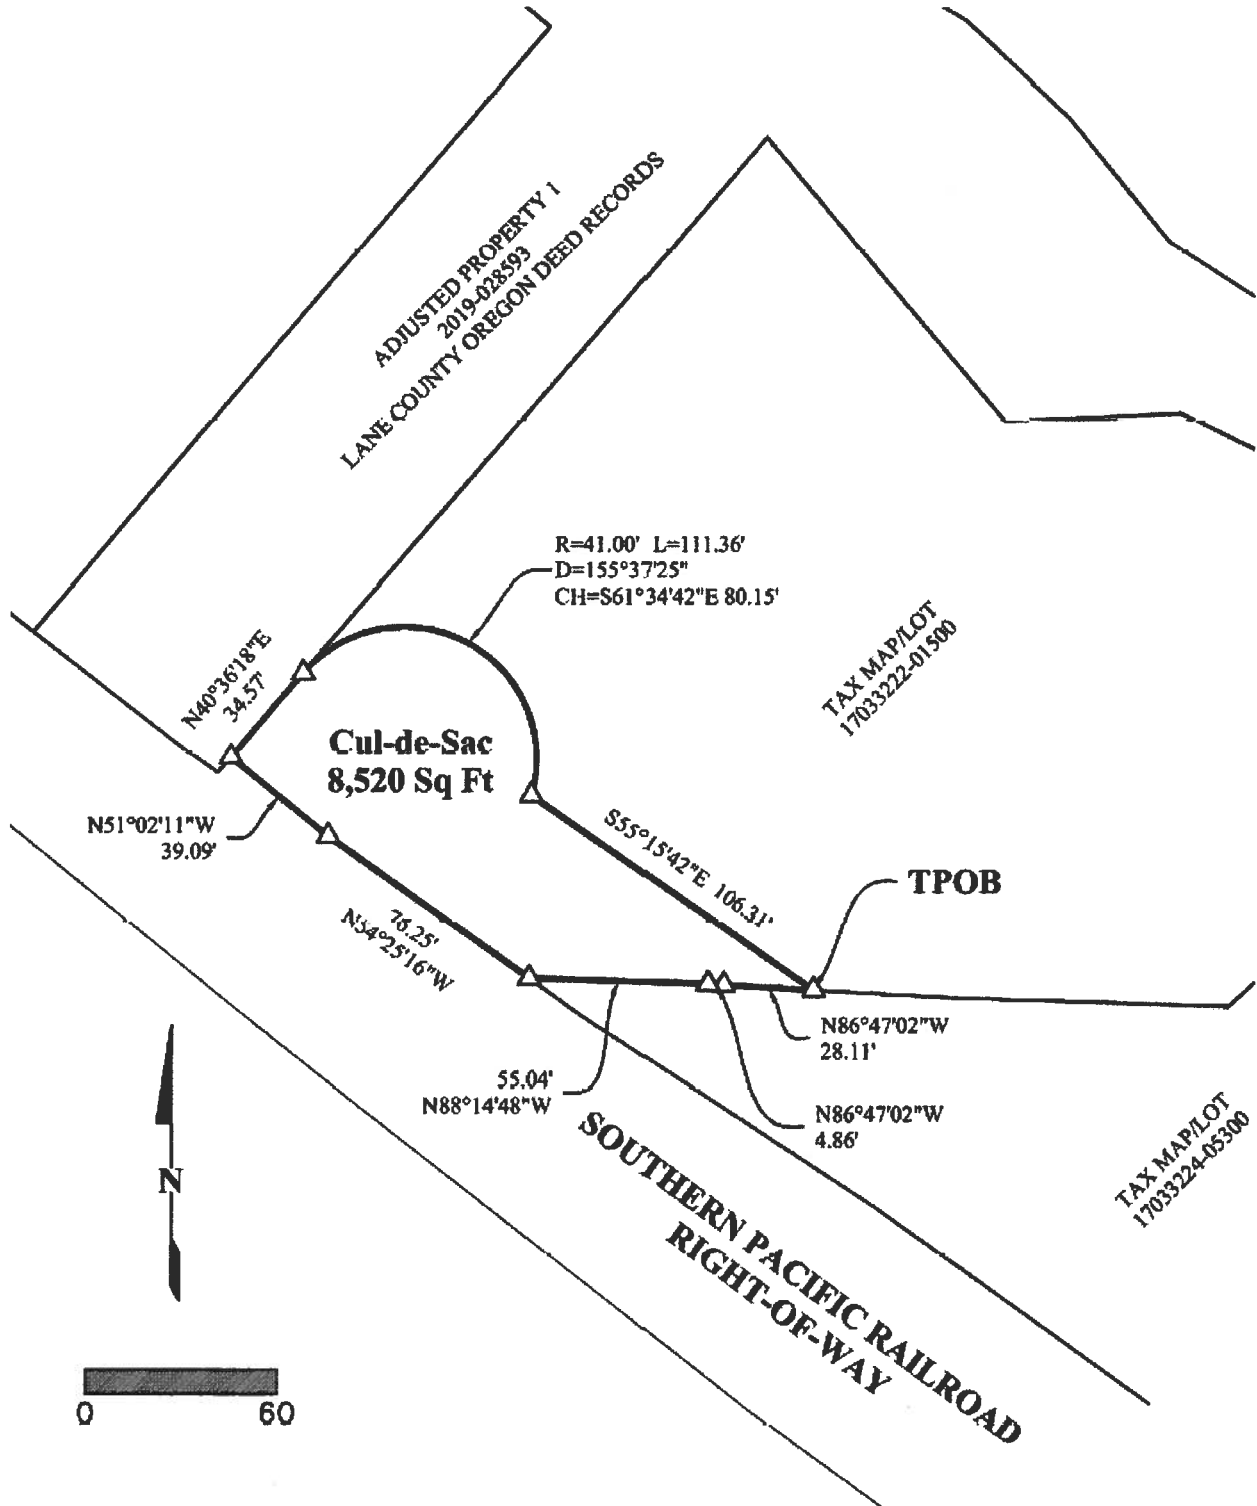 ADJUSTED PROPERTY 1
2019-028593
LANE COUNTY OREGON DEED RECORDS
R=41.00' L=111.36'
D=155°37'25"
CH=S61°34'42"E 80.15'
TAX MAP/LOT
17033222-01500
N40°36'18"E
34.57'
Cul-de-Sac
8,520 Sq Ft
N51°02'11"W
39.09'
S55°15'42"E 106.31'
TPOB
76.25'
N54°25'16"W
N86°47'02"W
28.11'
55.04'
N88°14'48"W
N86°47'02"W
4.86'
TAX MAP/LOT
17033224-05300
SOUTHERN PACIFIC RAILROAD
RIGHT-OF-WAY
N
0 60